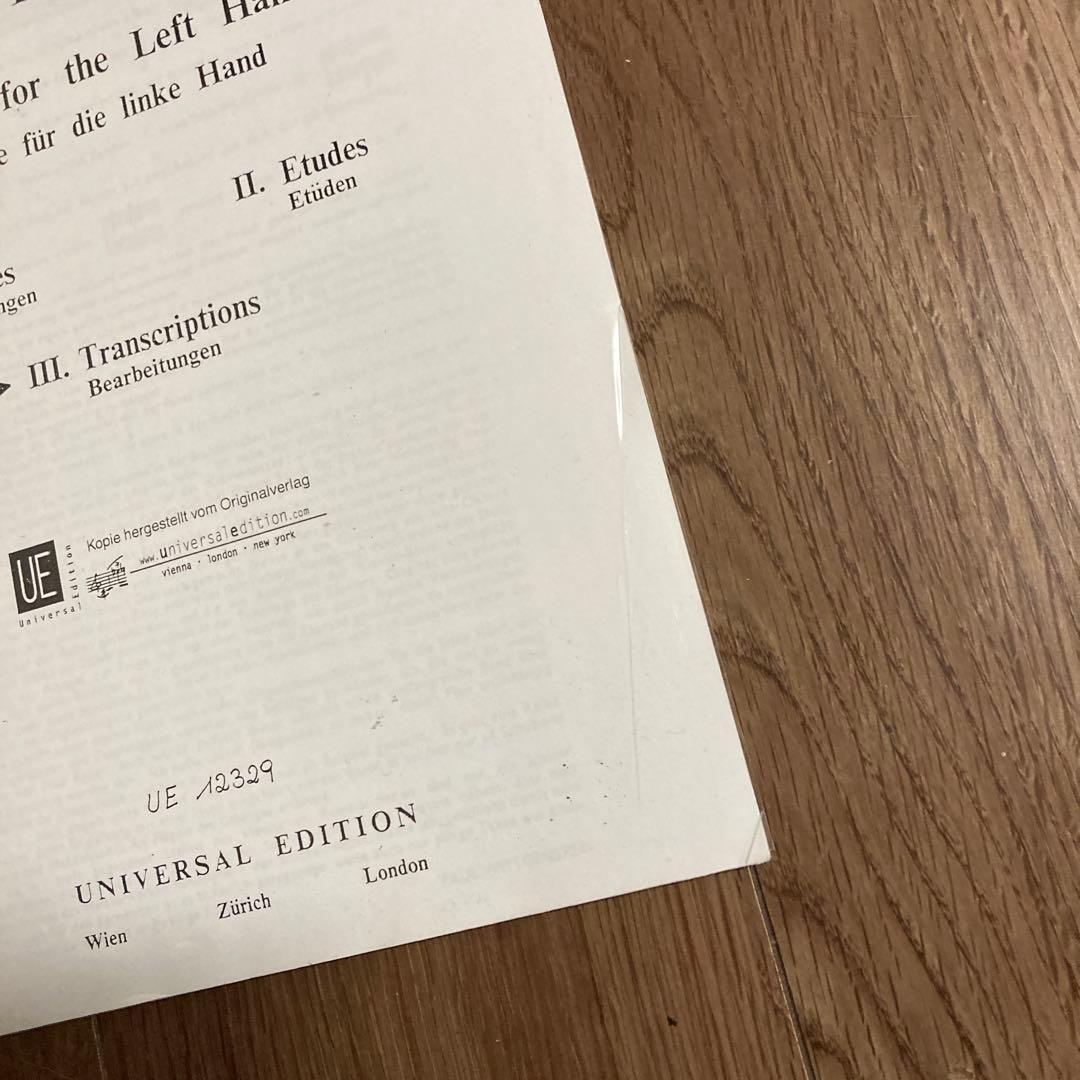 for the Left Han
e für die linke Hand
II. Etudes
Etüden
es
ngen
III. Transcriptions
Bearbeitungen
Kopie hergestellt vom Originalverlag
www.universaledition.com
vienna · london · new york
UE
Universal Edition
UE 12329
UNIVERSAL EDITION
Wien Zürich London